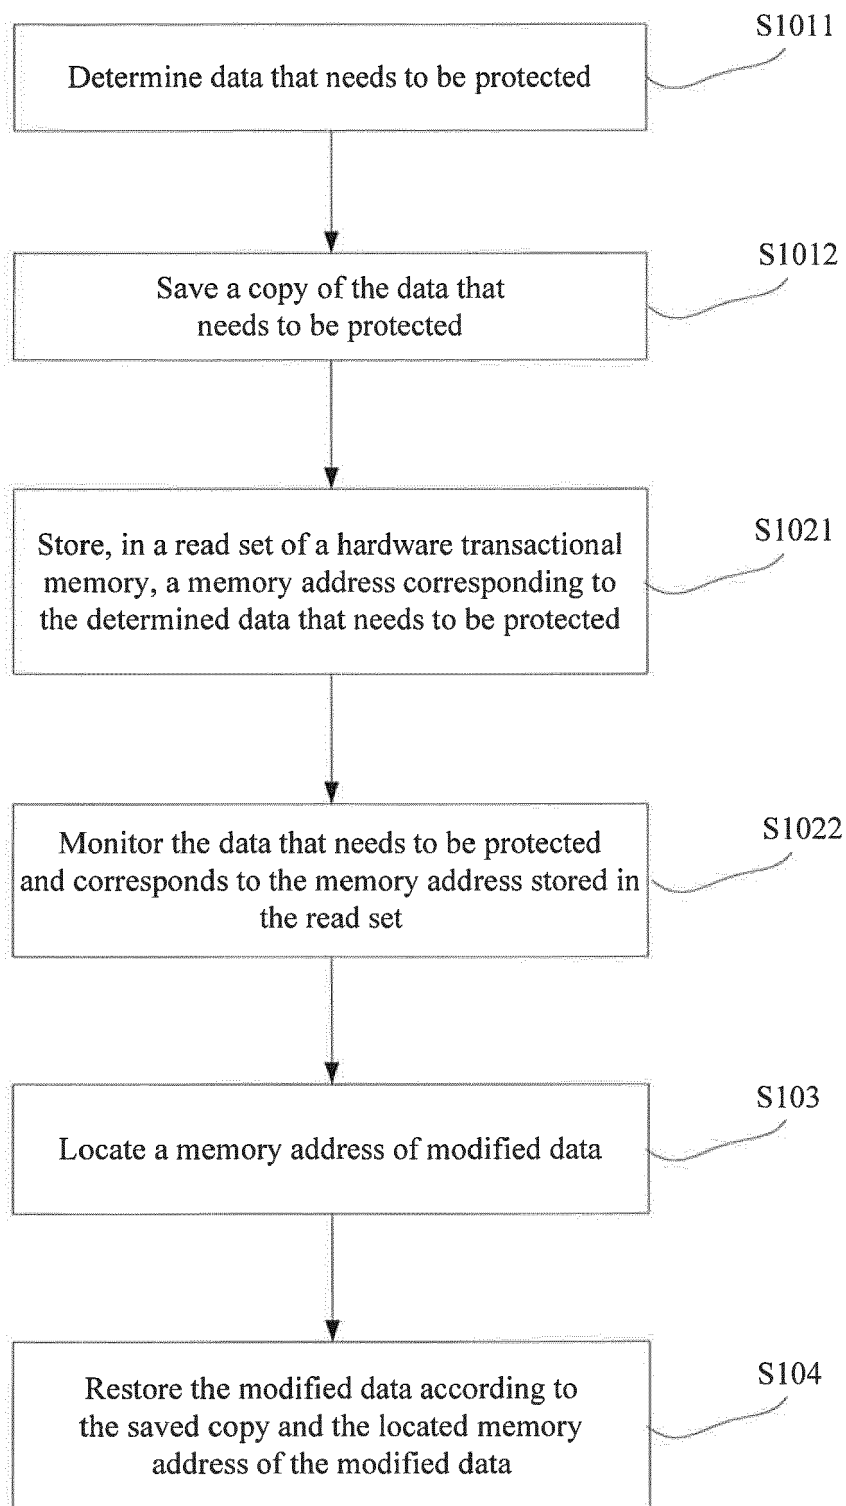 S1011
Determine data that needs to be protected
S1012
Save a copy of the data that
needs to be protected
S1021
Store, in a read set of a hardware transactional
memory, a memory address corresponding to
the determined data that needs to be protected
S1022
Monitor the data that needs to be protected
and corresponds to the memory address stored in
the read set
S103
Locate a memory address of modified data
S104
Restore the modified data according to
the saved copy and the located memory
address of the modified data